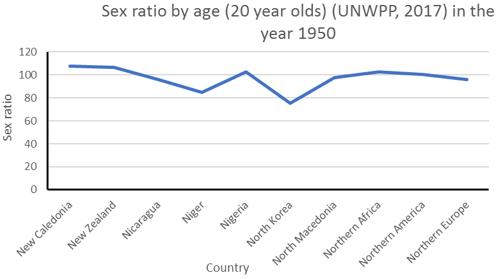 Sex ratio by age (20 year olds) (UNWPP, 2017) in the
year 1950
120
100
80
60
40
20
0
Sex ratio
New Caledonia
New Zealand
Nicaragua
Niger
Nigeria
North Korea
North Macedonia
Northern Africa
Northern America
Northern Europe
Country